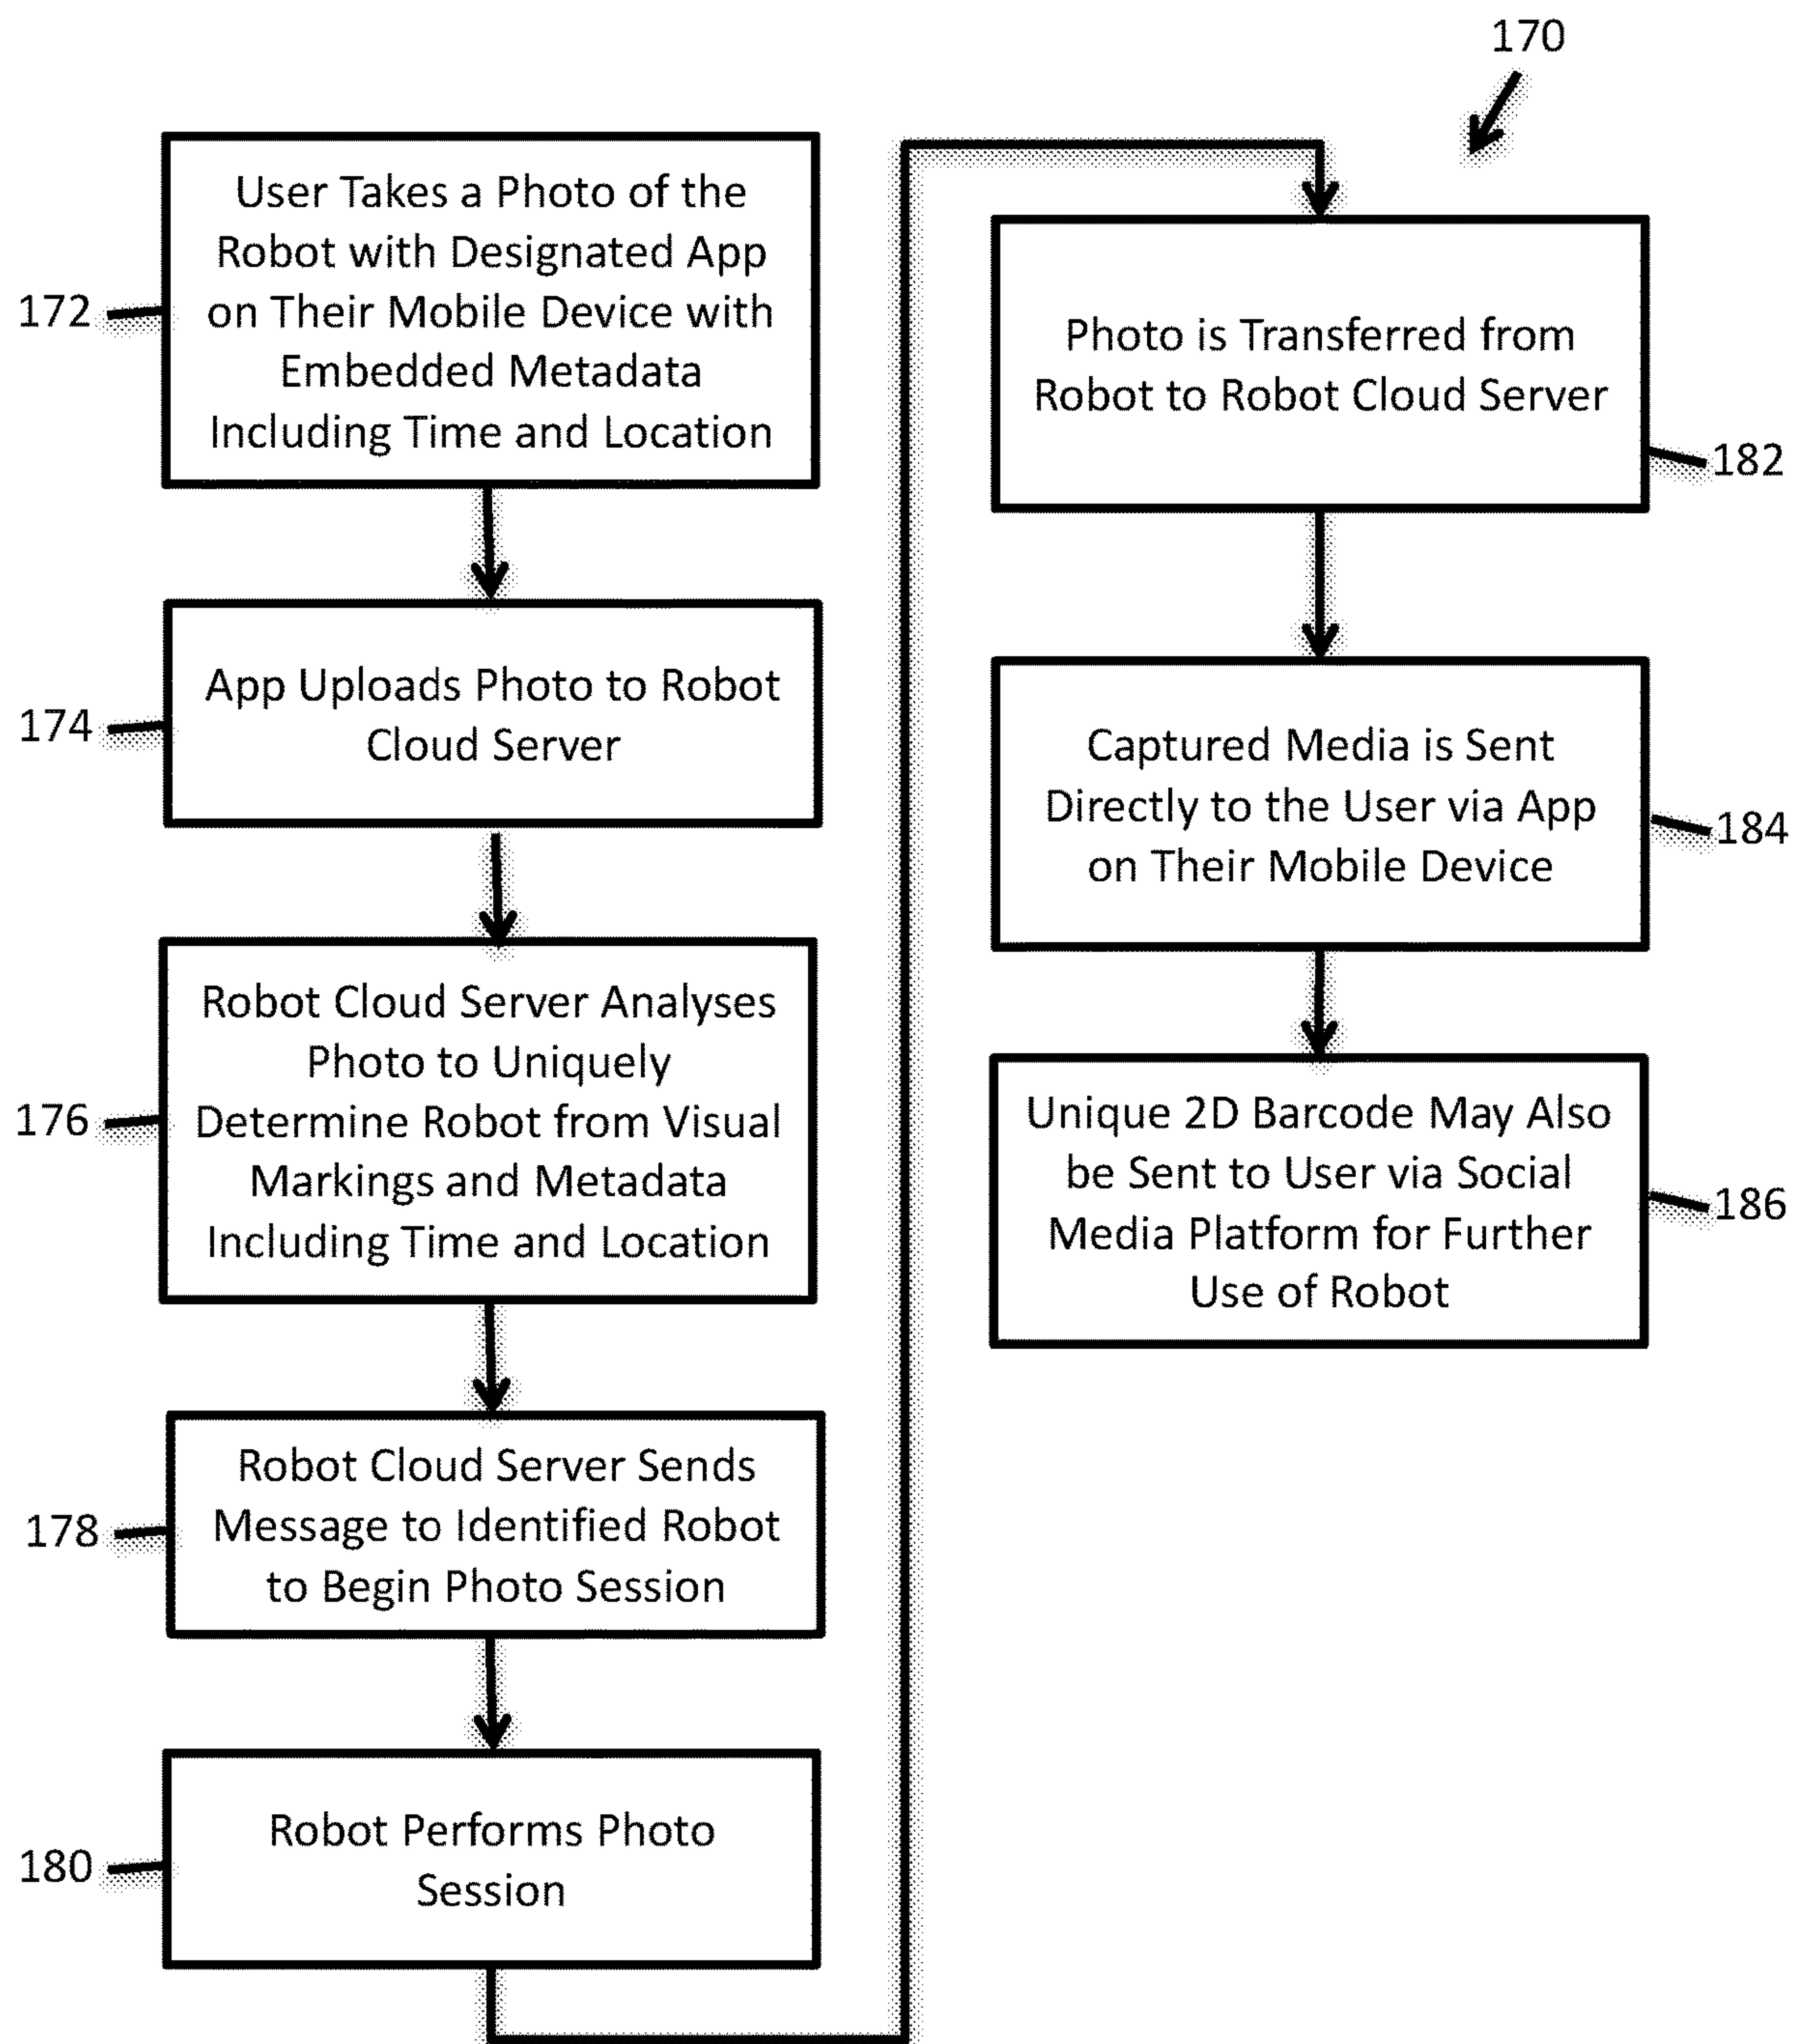 170
User Takes a Photo of the
Robot with Designated App
on Their Mobile Device with
Embedded Metadata
Including Time and Location
172
App Uploads Photo to Robot
Cloud Server
174
Robot Cloud Server Analyses
Photo to Uniquely
Determine Robot from Visual
Markings and Metadata
Including Time and Location
176
Robot Cloud Server Sends
Message to Identified Robot
to Begin Photo Session
178
Robot Performs Photo
Session
180
Photo is Transferred from
Robot to Robot Cloud Server
182
Captured Media is Sent
Directly to the User via App
on Their Mobile Device
184
Unique 2D Barcode May Also
be Sent to User via Social
Media Platform for Further
Use of Robot
186